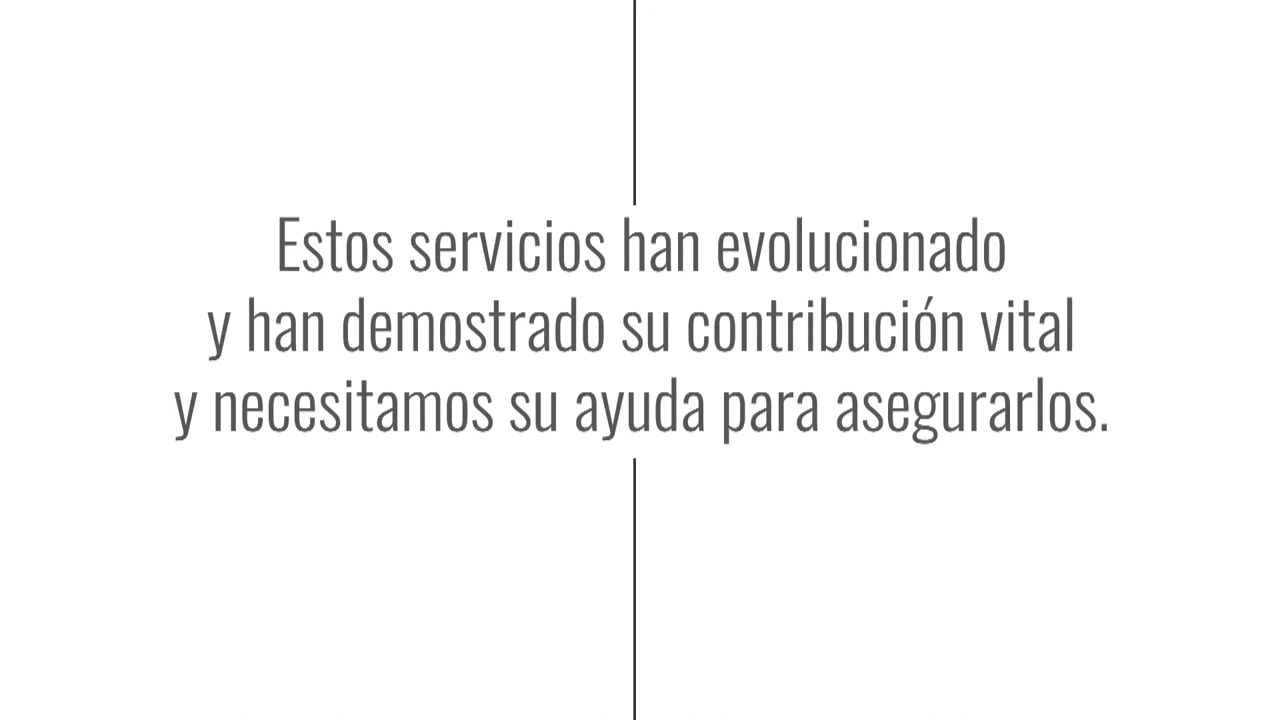 Estos servicios han evolucionado
y han demostrado su contribución vital
y necesitamos su ayuda para asegurarlos.